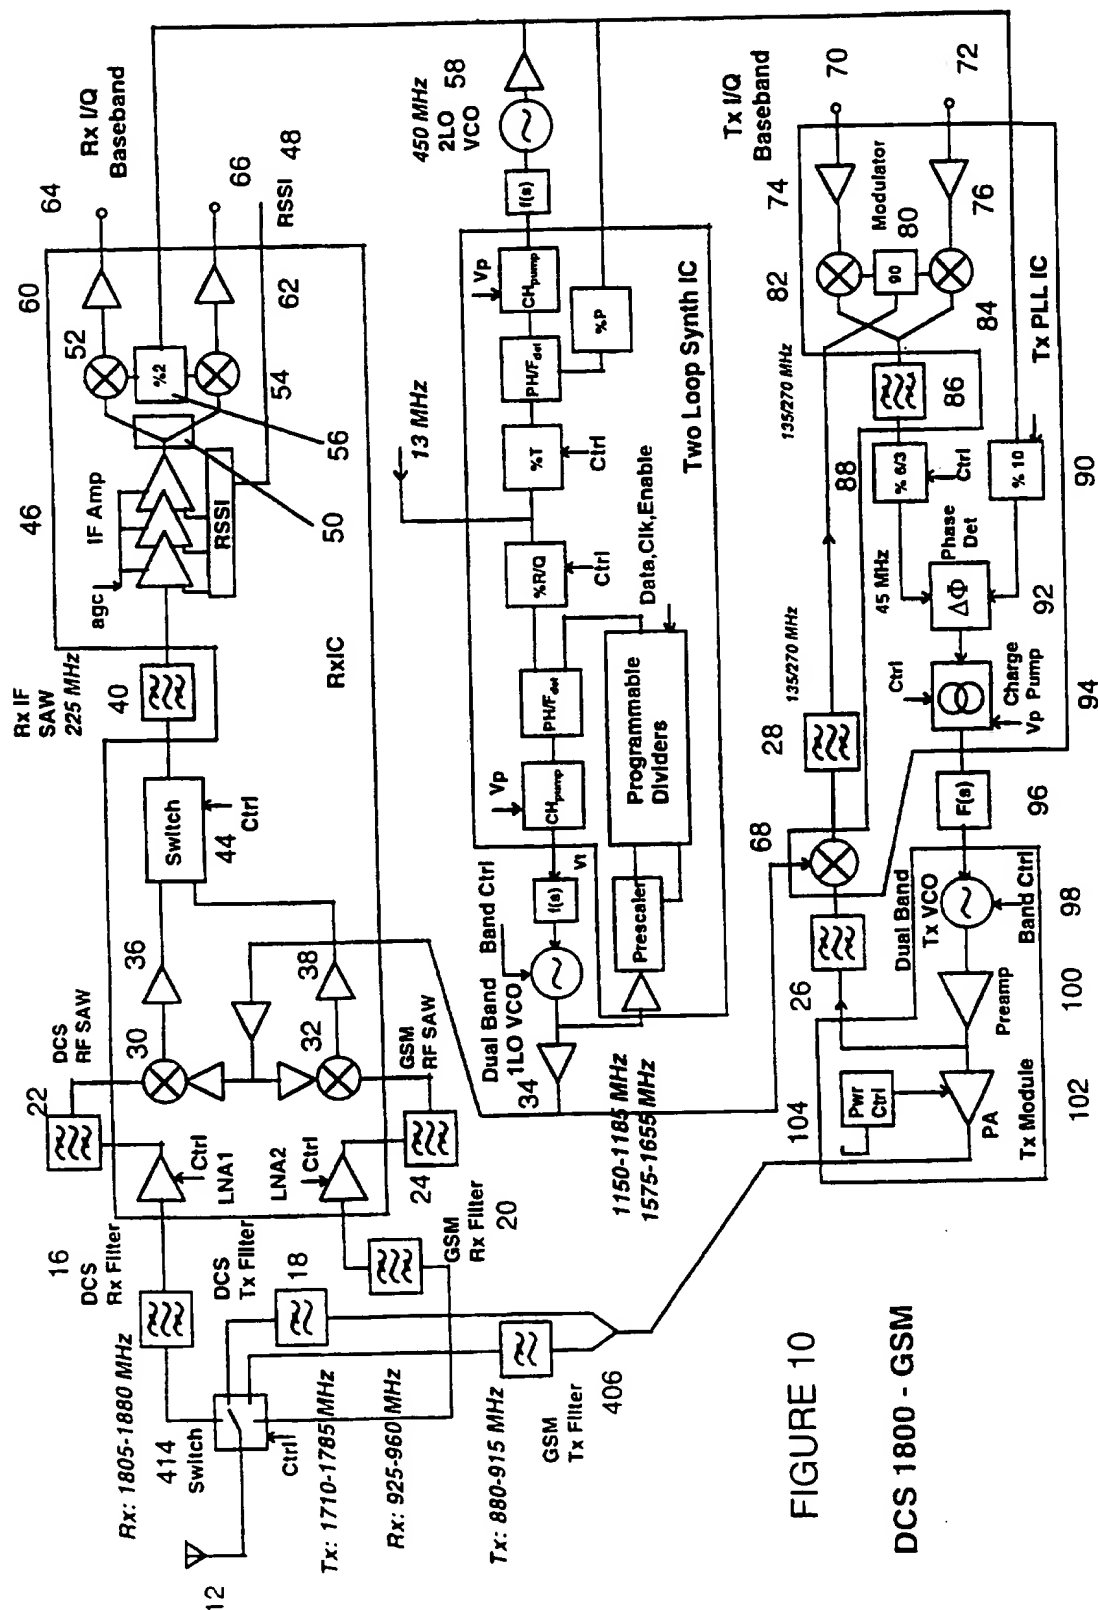 12
414
Switch
Ctrl
Rx: 1805-1880 MHz
Tx: 1710-1785 MHz
Rx: 925-960 MHz
Tx: 880-915 MHz
16
DCS
Rx Filter
DCS
Tx Filter
18
GSM
Rx Filter
20
GSM
Tx Filter
406
22
DCS
RF SAW
24
GSM
RF SAW
Ctrl
LNA1
LNA2
Ctrl
30
32
36
38
Switch
44
Ctrl
Rx IF
SAW
225 MHz
40
RxIC
46
agc
IF Amp
RSSI
50
52
%2
54
56
60
62
64
66
Rx I/Q
Baseband
RSSI
48
34
Dual Band
1LO VCO
Band Ctrl
1150-1185 MHz
1575-1655 MHz
f(s)
Vt
Prescaler
Vp
CHpump
PH/Fdet
Programmable
Dividers
Data,Clk,Enable
%R/Q
Ctrl
13 MHz
%T
Ctrl
PH/Fdet
CHpump
Vp
%P
Two Loop Synth IC
f(s)
450 MHz
2LO
VCO
58
Tx I/Q
Baseband
70
72
74
76
Modulator
80
90
82
84
135/270 MHz
86
Tx PLL IC
88
% 6/3
Ctrl
% 10
90
45 MHz
ΔΦ
Phase
Det
92
Ctrl
Charge
Pump
Vp
94
F(s)
96
135/270 MHz
28
68
26
Dual Band
Tx VCO
Band Ctrl
98
Preamp
100
104
Pwr
Ctrl
PA
Tx Module
102
FIGURE 10
DCS 1800 - GSM